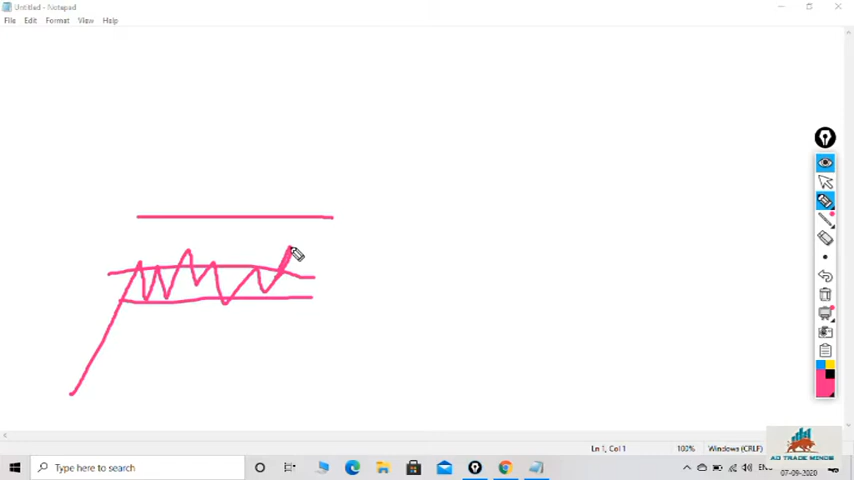 Untitled - Notepad
File Edit Format View Help
Ln 1, Col 1 100% Windows (CRLF)
Type here to search
07-09-2020
AD TRADE MINDS